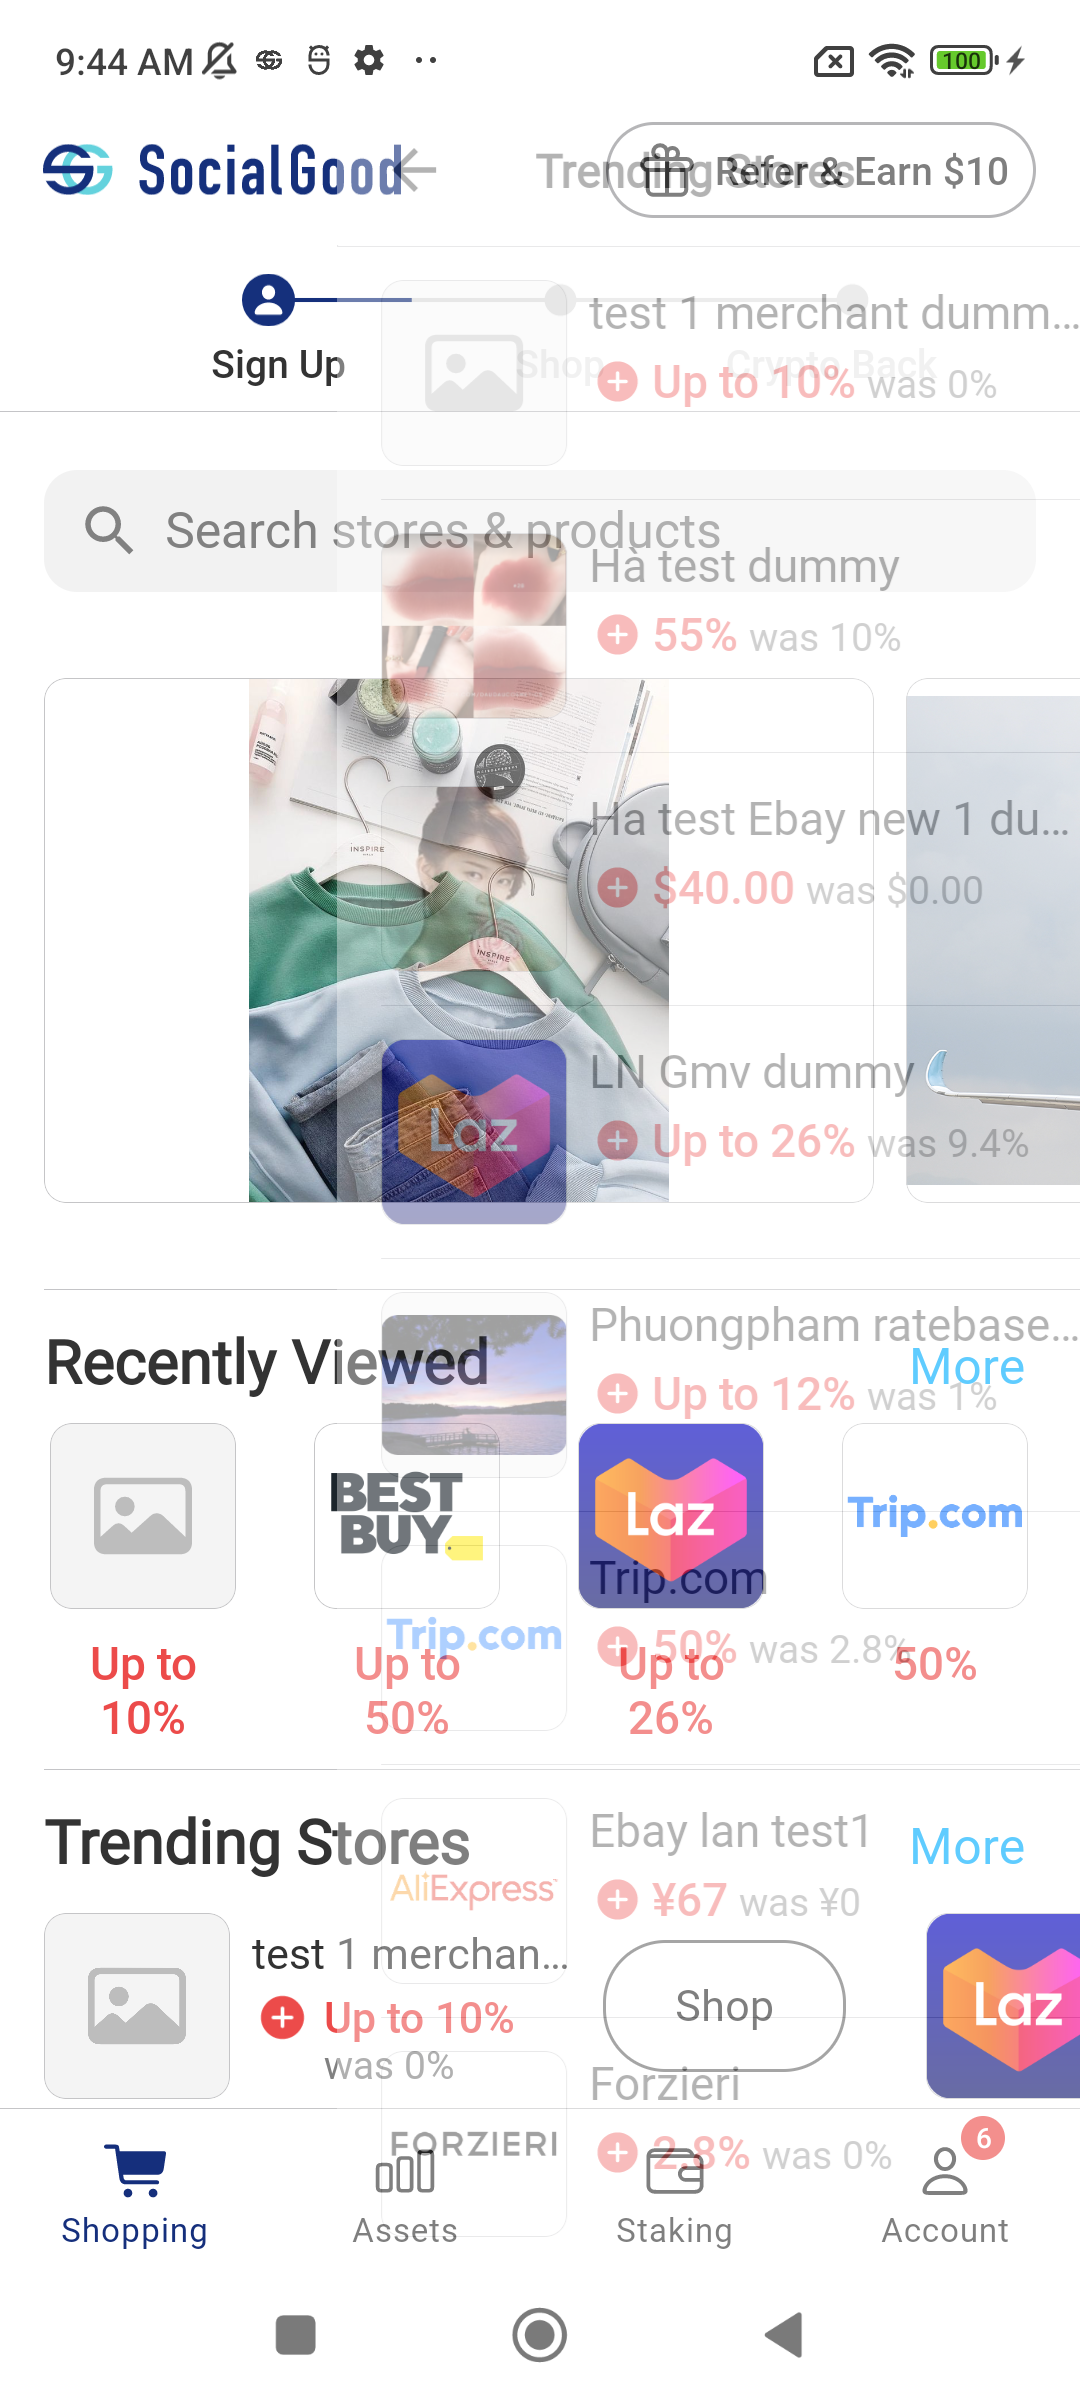 9:44 AM
100
SocialGood
Trending Stores
Refer & Earn $10
Sign Up
Shop
Crypto Back
test 1 merchant dumm...
Up to 10% was 0%
Search stores & products
Hà test dummy
55% was 10%
Ha test Ebay new 1 du...
$40.00 was $0.00
INSPIRE
INSPIRE
LN Gmv dummy
Laz
Up to 26% was 9.4%
Phuongpham ratebase...
Recently Viewed
More
Up to 12% was 1%
BEST
BUY
Laz
Trip.com
Trip.com
Trip.com
50% was 2.8%
Up to
10%
Up to
50%
Up to
26%
50%
Trending Stores
More
Ebay lan test1
AliExpress
¥67 was ¥0
test 1 merchan...
Up to 10%
was 0%
Shop
Laz
Forzieri
FORZIERI
2.8% was 0%
6
Shopping
Assets
Staking
Account